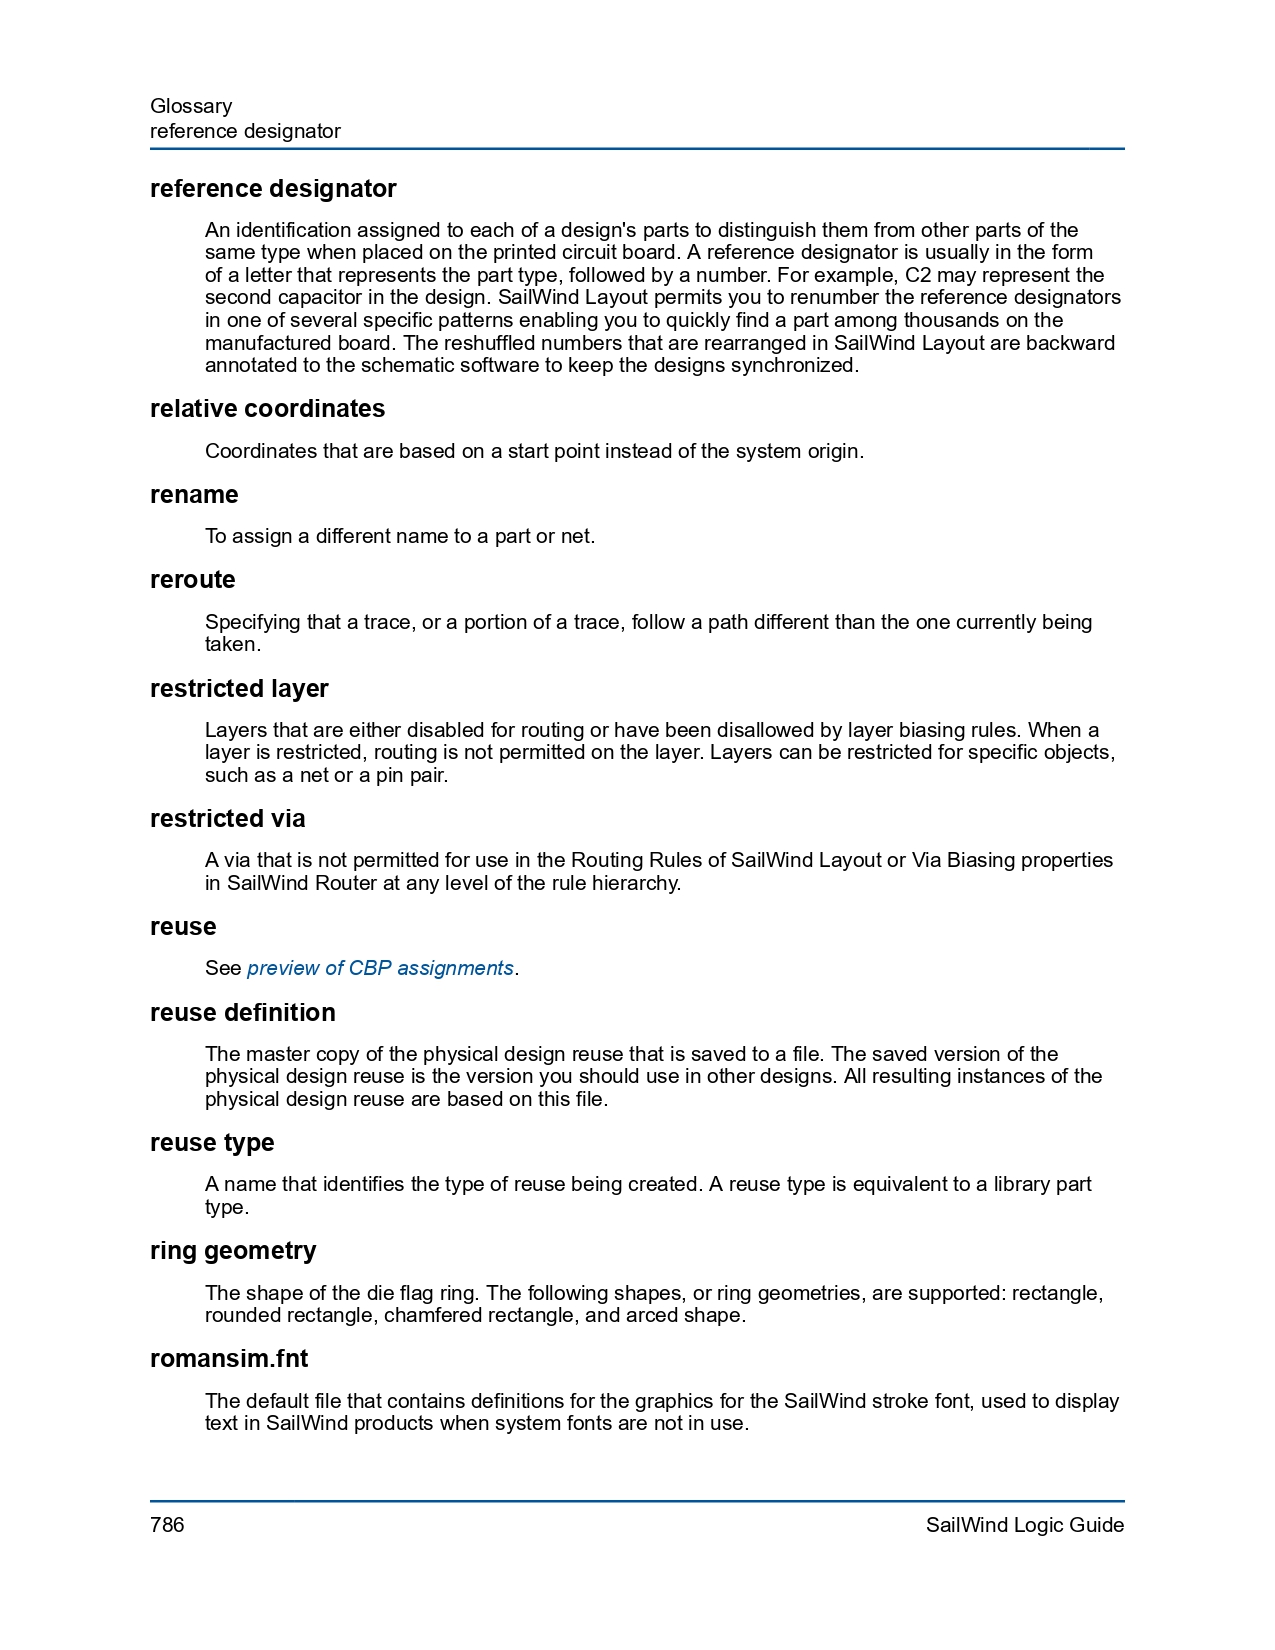 Glossary
reference designator
reference designator
An identification assigned to each of a design's parts to distinguish them from other parts of the
same type when placed on the printed circuit board. A reference designator is usually in the form
of a letter that represents the part type, followed by a number. For example, C2 may represent the
second capacitor in the design. SailWind Layout permits you to renumber the reference designators
in one of several specific patterns enabling you to quickly find a part among thousands on the
manufactured board. The reshuffled numbers that are rearranged in SailWind Layout are backward
annotated to the schematic software to keep the designs synchronized.
relative coordinates
Coordinates that are based on a start point instead of the system origin.
rename
To assign a different name to a part or net.
reroute
Specifying that a trace, or a portion of a trace, follow a path different than the one currently being
taken.
restricted layer
Layers that are either disabled for routing or have been disallowed by layer biasing rules. When a
layer is restricted, routing is not permitted on the layer. Layers can be restricted for specific objects,
such as a net or a pin pair.
restricted via
A via that is not permitted for use in the Routing Rules of SailWind Layout or Via Biasing properties
in SailWind Router at any level of the rule hierarchy.
reuse
See preview of CBP assignments.
reuse definition
The master copy of the physical design reuse that is saved to a file. The saved version of the
physical design reuse is the version you should use in other designs. All resulting instances of the
physical design reuse are based on this file.
reuse type
A name that identifies the type of reuse being created. A reuse type is equivalent to a library part
type.
ring geometry
The shape of the die flag ring. The following shapes, or ring geometries, are supported: rectangle,
rounded rectangle, chamfered rectangle, and arced shape.
romansim.fnt
The default file that contains definitions for the graphics for the SailWind stroke font, used to display
text in SailWind products when system fonts are not in use.
786
SailWind Logic Guide